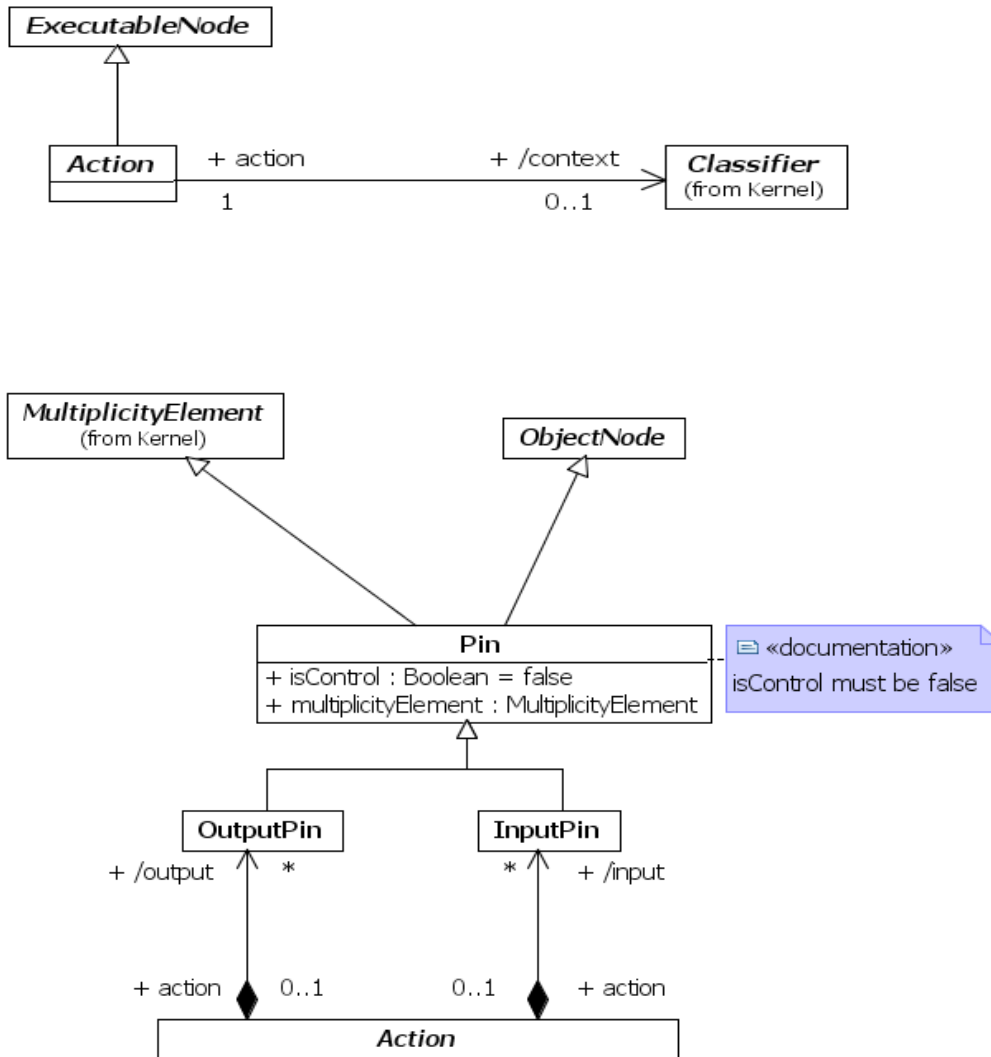 ExecutableNode
Action
+ action
+ /context
1
0..1
Classifier
(from Kernel)
MultiplicityElement
(from Kernel)
ObjectNode
Pin
+ isControl : Boolean = false
+ multiplicityElement : MultiplicityElement
«documentation»
isControl must be false
OutputPin
InputPin
+ /output
*
*
+ /input
+ action
0..1
0..1
+ action
Action